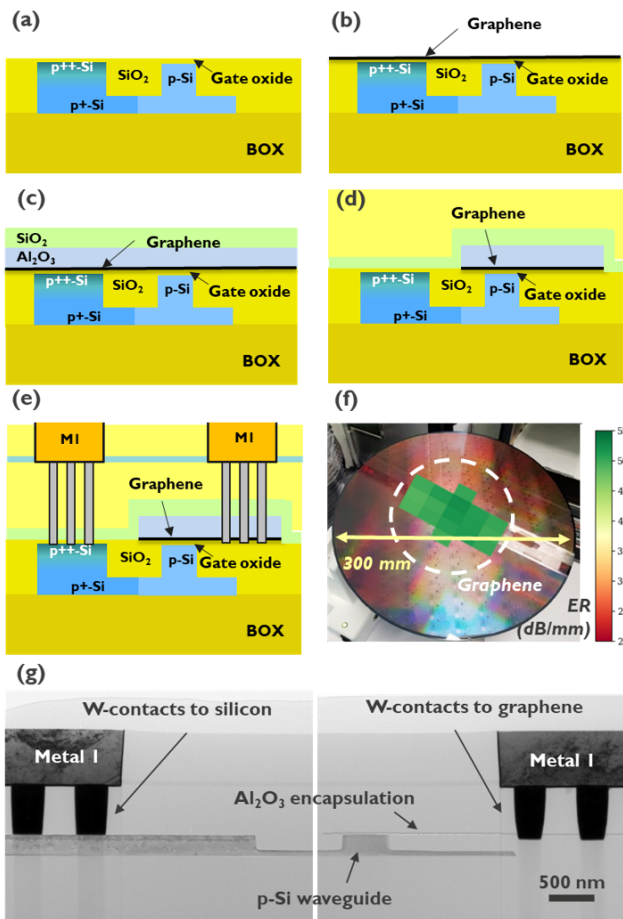 (a)
p++-Si
SiO₂
p-Si
Gate oxide
p+-Si
BOX
(b)
Graphene
p++-Si
SiO₂
p-Si
Gate oxide
p+-Si
BOX
(c)
SiO₂
Al₂O₃
Graphene
p++-Si
SiO₂
p-Si
Gate oxide
p+-Si
BOX
(d)
Graphene
p++-Si
SiO₂
p-Si
Gate oxide
p+-Si
BOX
(e)
M1
M1
Graphene
p++-Si
SiO₂
p-Si
Gate oxide
p+-Si
BOX
(f)
300 mm
Graphene
ER
(dB/mm)
(g)
W-contacts to silicon
W-contacts to graphene
Metal 1
Metal 1
Al₂O₃ encapsulation
p-Si waveguide
500 nm